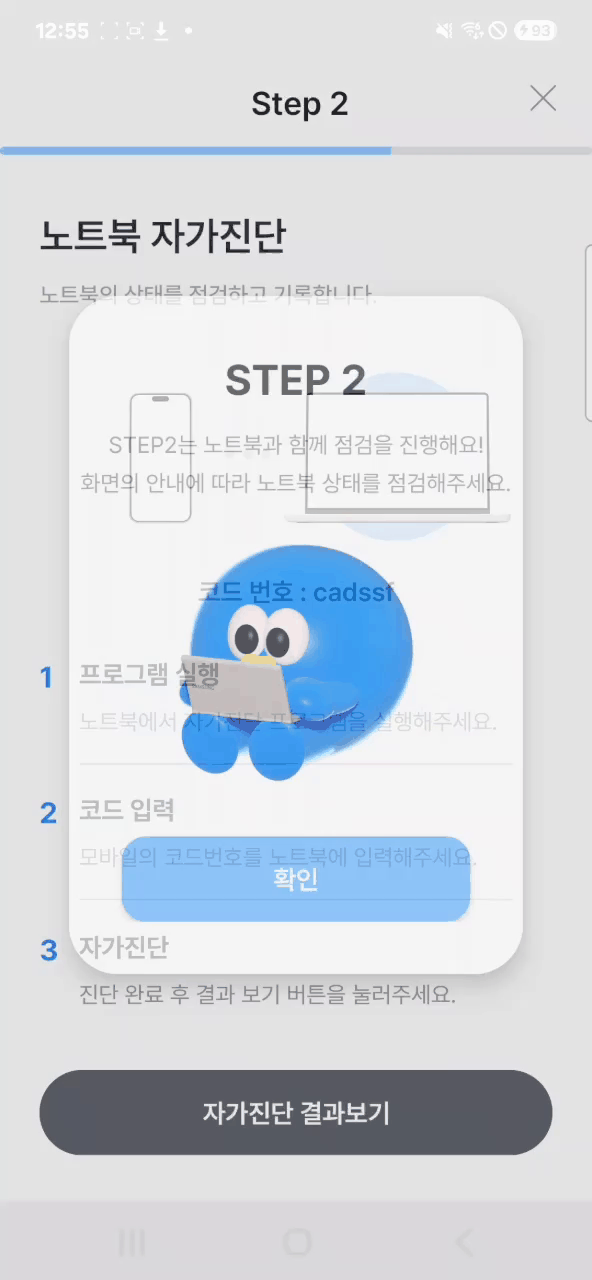 12:55
93
Step 2
노트북 자가진단
노트북의 상태를 점검하고 기록합니다.
STEP 2
STEP2는 노트북과 함께 점검을 진행해요!
화면의 안내에 따라 노트북 상태를 점검해주세요.
코드 번호 : cadssf
1 프로그램 실행
노트북에서 자가진단 프로그램을 실행해주세요.
2 코드 입력
모바일의 코드번호를 노트북에 입력해주세요.
확인
3 자가진단
진단 완료 후 결과 보기 버튼을 눌러주세요.
자가진단 결과보기